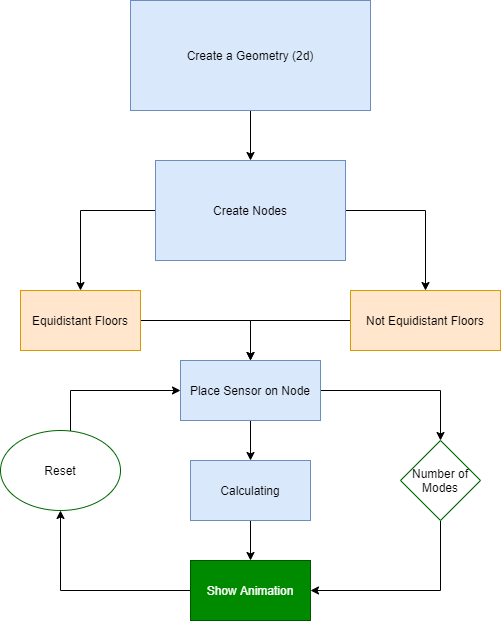 Create a Geometry (2d)
Create Nodes
Equidistant Floors
Not Equidistant Floors
Place Sensor on Node
Reset
Number of
Modes
Calculating
Show Animation